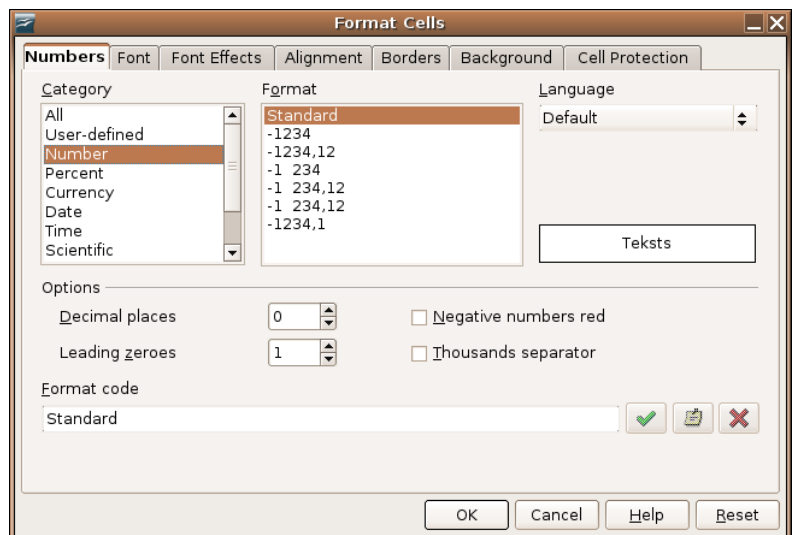 Format Cells
Numbers Font Font Effects Alignment Borders Background Cell Protection
Category Format Language
All Standard Default
User-defined -1234
Number -1234,12
Percent -1 234
Currency -1 234,12
Date -1 234,12
Time -1234,1
Scientific
Teksts
Options
Decimal places 0 Negative numbers red
Leading zeroes 1 Thousands separator
Format code
Standard
OK Cancel Help Reset